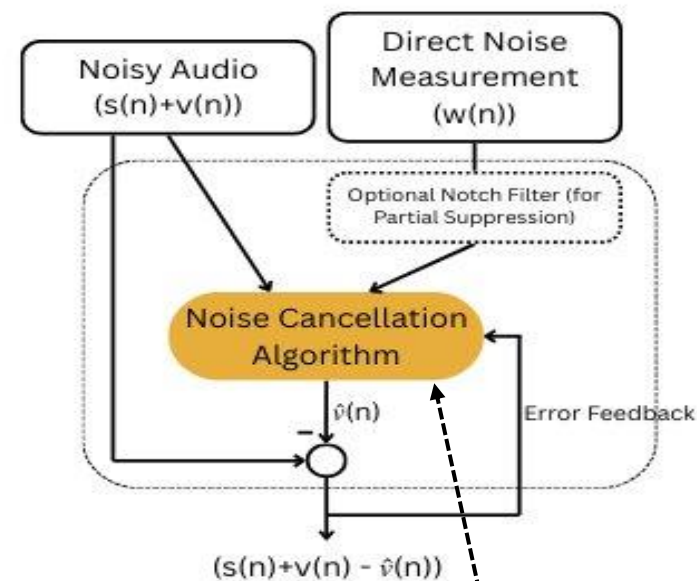 Noisy Audio
(s(n)+v(n))
Direct Noise
Measurement
(w(n))
Optional Notch Filter (for
Partial Suppression)
Noise Cancellation
Algorithm
v̂(n)
−
Error Feedback
(s(n)+v(n) - v̂(n))